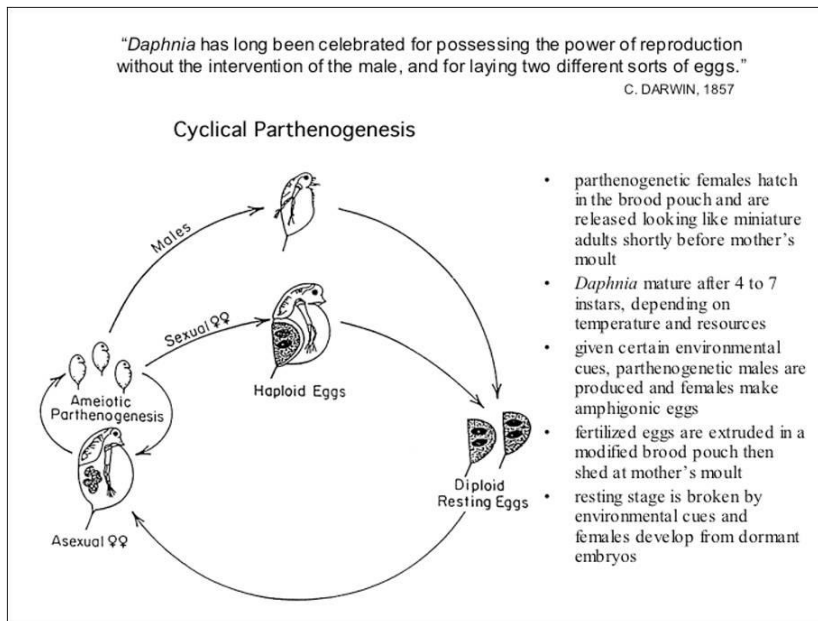 “Daphnia has long been celebrated for possessing the power of reproduction
without the intervention of the male, and for laying two different sorts of eggs.”
C. DARWIN, 1857
Cyclical Parthenogenesis
Males
Sexual ♀♀
Haploid Eggs
Ameiotic
Parthenogenesis
Asexual ♀♀
Diploid
Resting Eggs
• parthenogenetic females hatch
in the brood pouch and are
released looking like miniature
adults shortly before mother’s
moult
• Daphnia mature after 4 to 7
instars, depending on
temperature and resources
• given certain environmental
cues, parthenogenetic males are
produced and females make
amphigonic eggs
• fertilized eggs are extruded in a
modified brood pouch then
shed at mother’s moult
• resting stage is broken by
environmental cues and
females develop from dormant
embryos